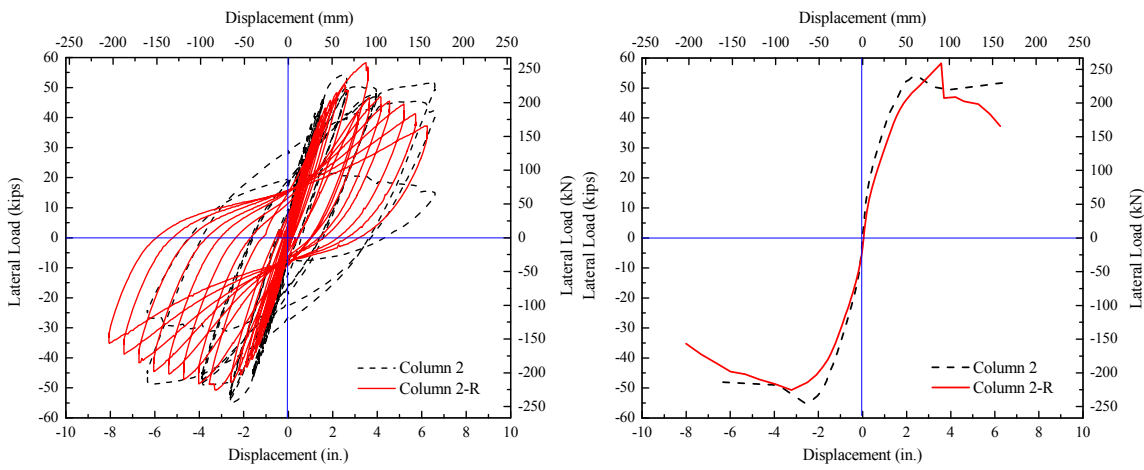 Displacement (mm)
-250 -200 -150 -100 -50 0 50 100 150 200 250
60 50 40 30 20 10 0 -10 -20 -30 -40 -50 -60
Lateral Load (kips)
250 200 150 100 50 0 -50 -100 -150 -200 -250
Lateral Load (kN)
Column 2
Column 2-R
-10 -8 -6 -4 -2 0 2 4 6 8 10
Displacement (in.)
Displacement (mm)
-250 -200 -150 -100 -50 0 50 100 150 200 250
60 50 40 30 20 10 0 -10 -20 -30 -40 -50 -60
Lateral Load (kips)
250 200 150 100 50 0 -50 -100 -150 -200 -250
Lateral Load (kN)
Column 2
Column 2-R
-10 -8 -6 -4 -2 0 2 4 6 8 10
Displacement (in.)